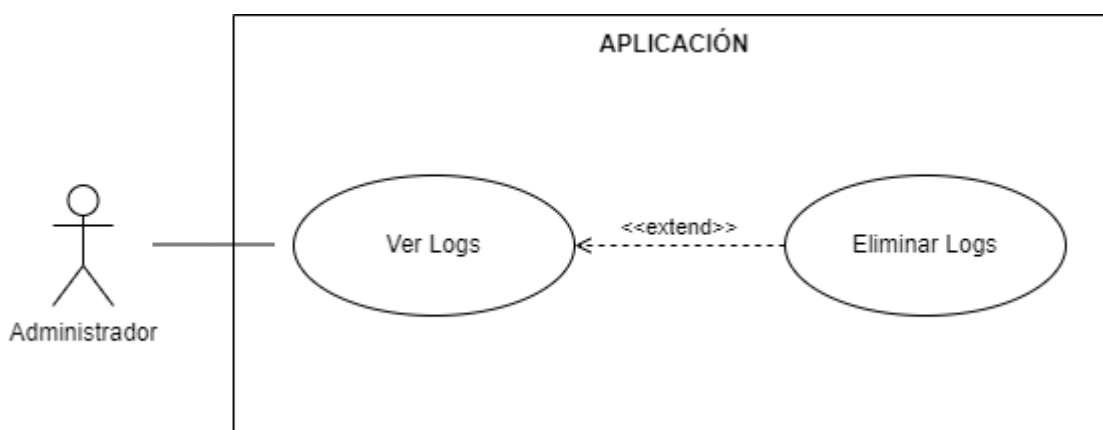 APLICACIÓN
Administrador
Ver Logs
<<extend>>
Eliminar Logs